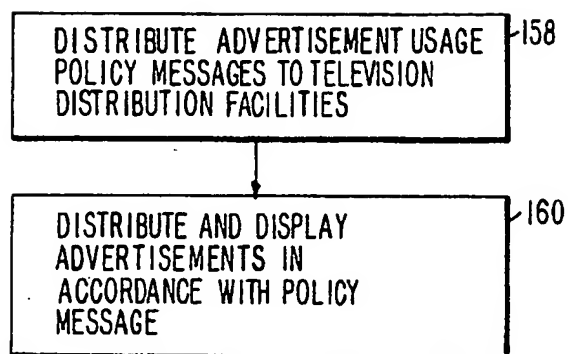 DISTRIBUTE ADVERTISEMENT USAGE
POLICY MESSAGES TO TELEVISION
DISTRIBUTION FACILITIES
158
DISTRIBUTE AND DISPLAY
ADVERTISEMENTS IN
ACCORDANCE WITH POLICY
MESSAGE
160